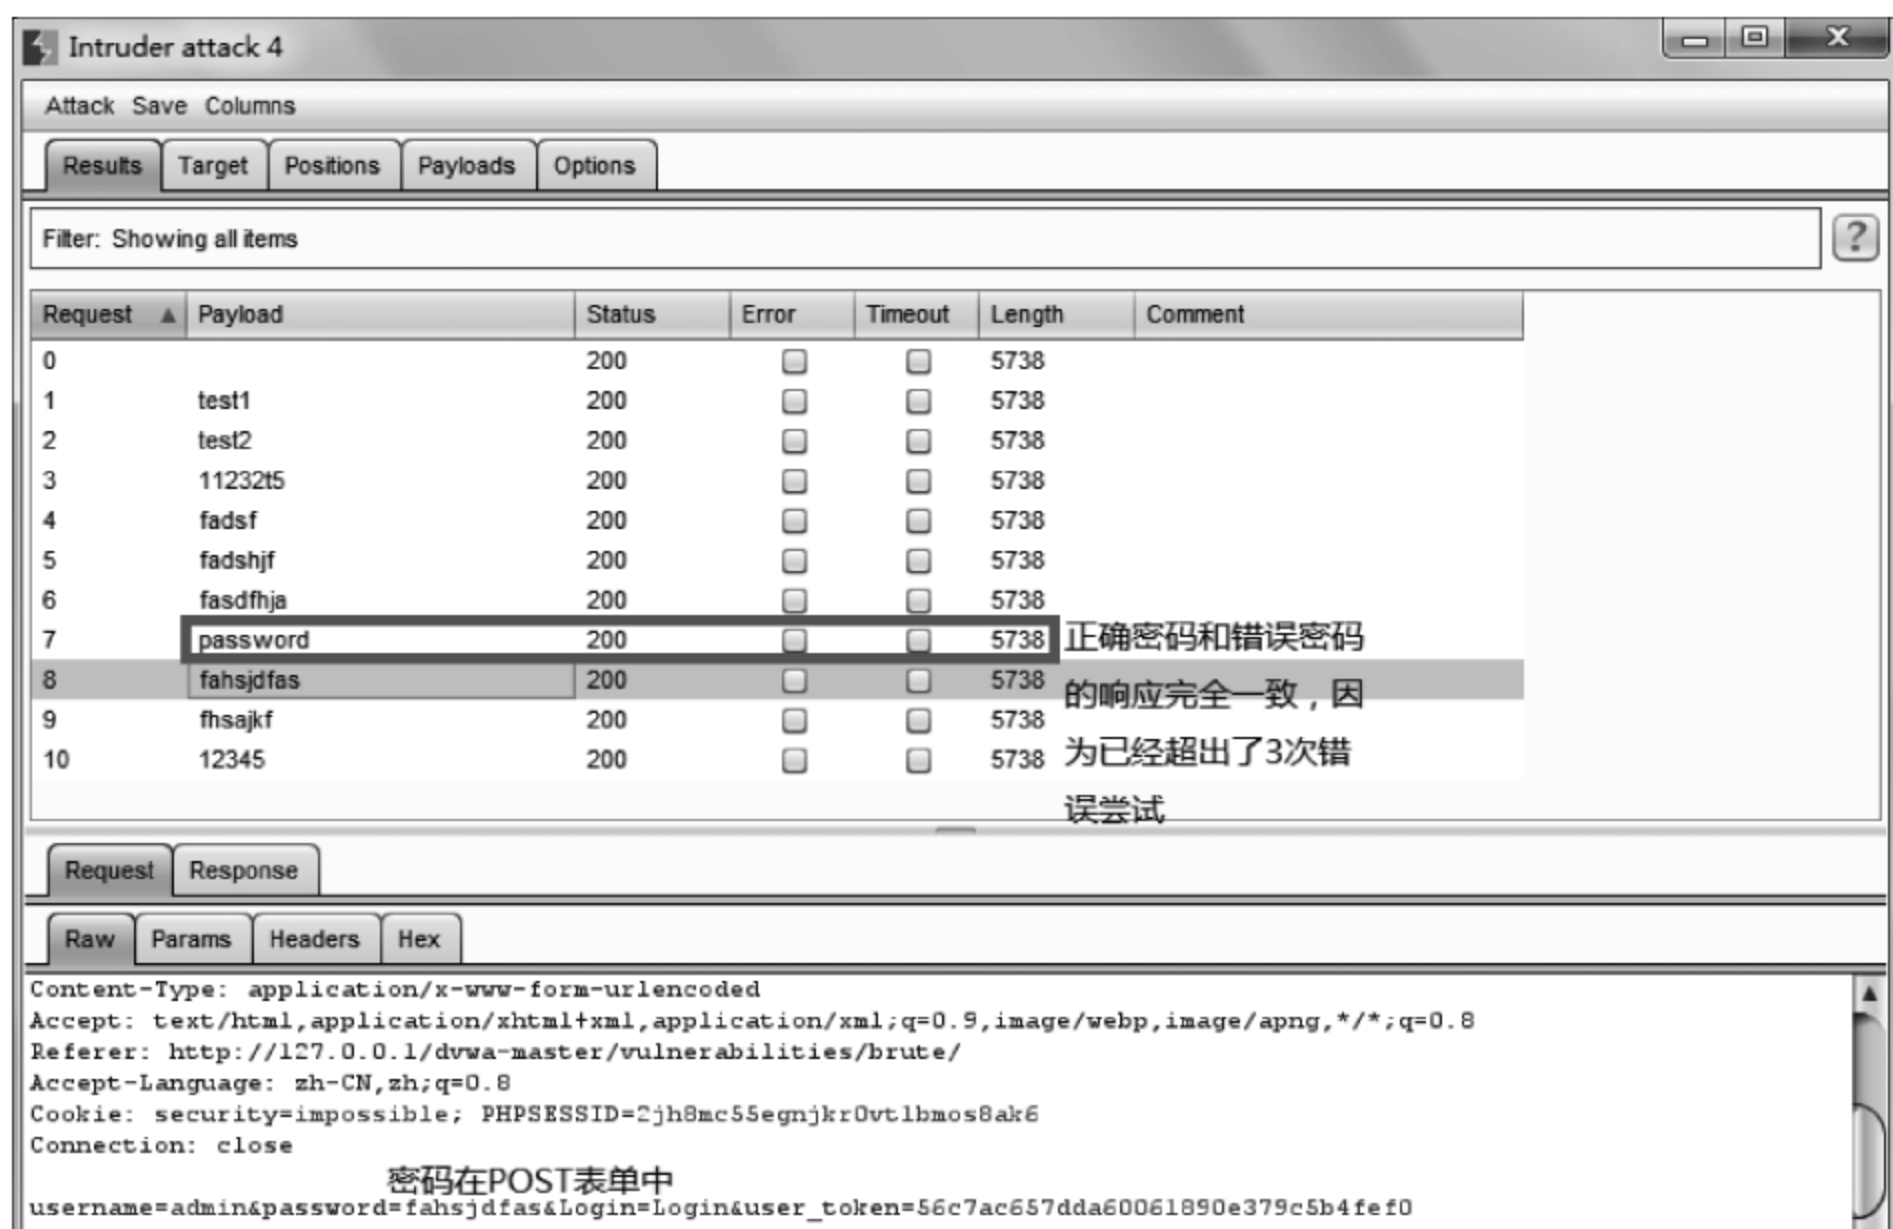 Intruder attack 4
Attack Save Columns
Results Target Positions Payloads Options
Filter: Showing all items
?
Request Payload Status Error Timeout Length Comment
0 200 5738
1 test1 200 5738
2 test2 200 5738
3 11232t5 200 5738
4 fadsf 200 5738
5 fadshjf 200 5738
6 fasdfhja 200 5738
7 password 200 5738 正确密码和错误密码
8 fahsjdfas 200 5738 的响应完全一致，因
9 fhsajkf 200 5738
10 12345 200 5738 为已经超出了3次错
误尝试
Request Response
Raw Params Headers Hex
Content-Type: application/x-www-form-urlencoded
Accept: text/html,application/xhtml+xml,application/xml;q=0.9,image/webp,image/apng,*/*;q=0.8
Referer: http://127.0.0.1/dvwa-master/vulnerabilities/brute/
Accept-Language: zh-CN,zh;q=0.8
Cookie: security=impossible; PHPSESSID=2jh8mc55egnjkr0vt1bmos8ak6
Connection: close
密码在POST表单中
username=admin&password=fahsjdfas&Login=Login&user_token=56c7ac657dda60061890e379c5b4fef0